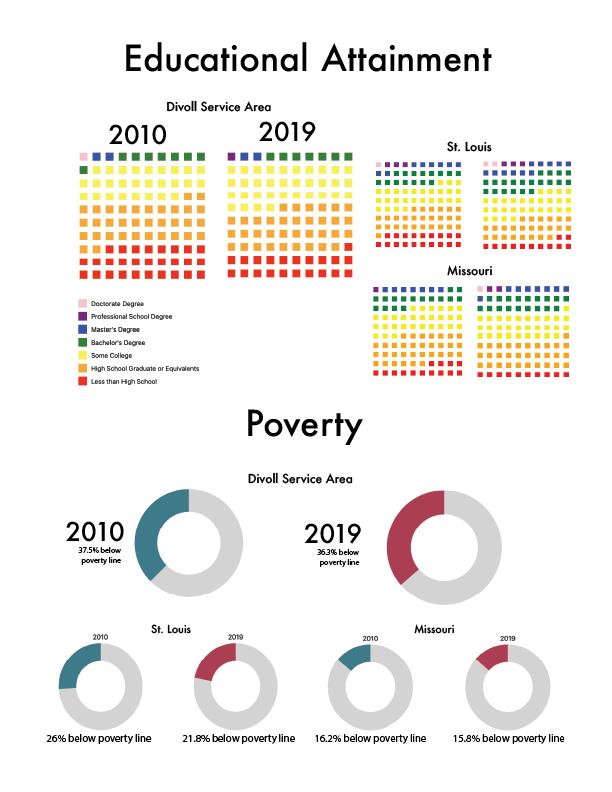 Educational Attainment
Divoll Service Area
2010
2019
St. Louis
Missouri
Doctorate Degree
Professional School Degree
Master's Degree
Bachelor's Degree
Some College
High School Graduate or Equivalents
Less than High School
Poverty
Divoll Service Area
2010
37.5% below
poverty line
2019
36.3% below
poverty line
St. Louis
Missouri
2010
2019
2010
2019
26% below poverty line
21.8% below poverty line
16.2% below poverty line
15.8% below poverty line